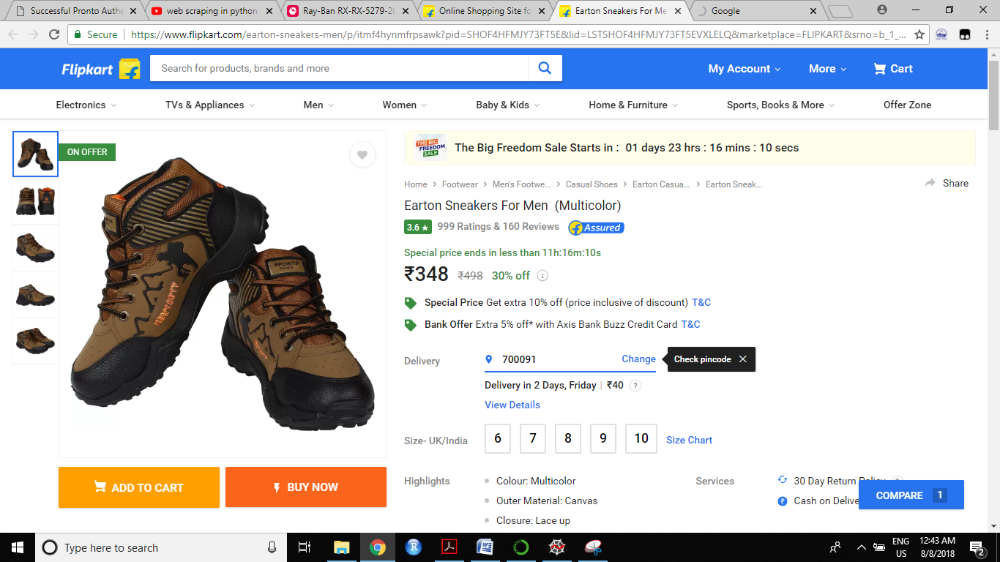 Successful Pronto Authe
web scraping in python
Ray-Ban RX-RX-5279-20
Online Shopping Site fo
Earton Sneakers For Me
Google
Secure
https://www.flipkart.com/earton-sneakers-men/p/itmf4hynmfrpsawk?pid=SHOF4HFMJY73FT5E&lid=LSTSHOF4HFMJY73FT5EVXLELQ&marketplace=FLIPKART&srno=b_1_...
Flipkart
Search for products, brands and more
My Account
More
Cart
Electronics
TVs & Appliances
Men
Women
Baby & Kids
Home & Furniture
Sports, Books & More
Offer Zone
ON OFFER
SPORTS
SHOES
THE BIG
FREEDOM
SALE
The Big Freedom Sale Starts in : 01 days 23 hrs : 16 mins : 10 secs
Home > Footwear > Men's Footwe... > Casual Shoes > Earton Casua... > Earton Sneak...
Share
Earton Sneakers For Men (Multicolor)
3.6 ★ 999 Ratings & 160 Reviews
Assured
Special price ends in less than 11h:16m:10s
₹348 ₹498 30% off
Special Price Get extra 10% off (price inclusive of discount) T&C
Bank Offer Extra 5% off* with Axis Bank Buzz Credit Card T&C
Delivery
700091
Change
Check pincode
Delivery in 2 Days, Friday | ₹40 ?
View Details
Size- UK/India
6
7
8
9
10
Size Chart
ADD TO CART
BUY NOW
Highlights
Colour: Multicolor
Outer Material: Canvas
Closure: Lace up
Services
30 Day Return Policy
Cash on Delive
COMPARE 1
Type here to search
ENG
US
12:43 AM
8/8/2018
2